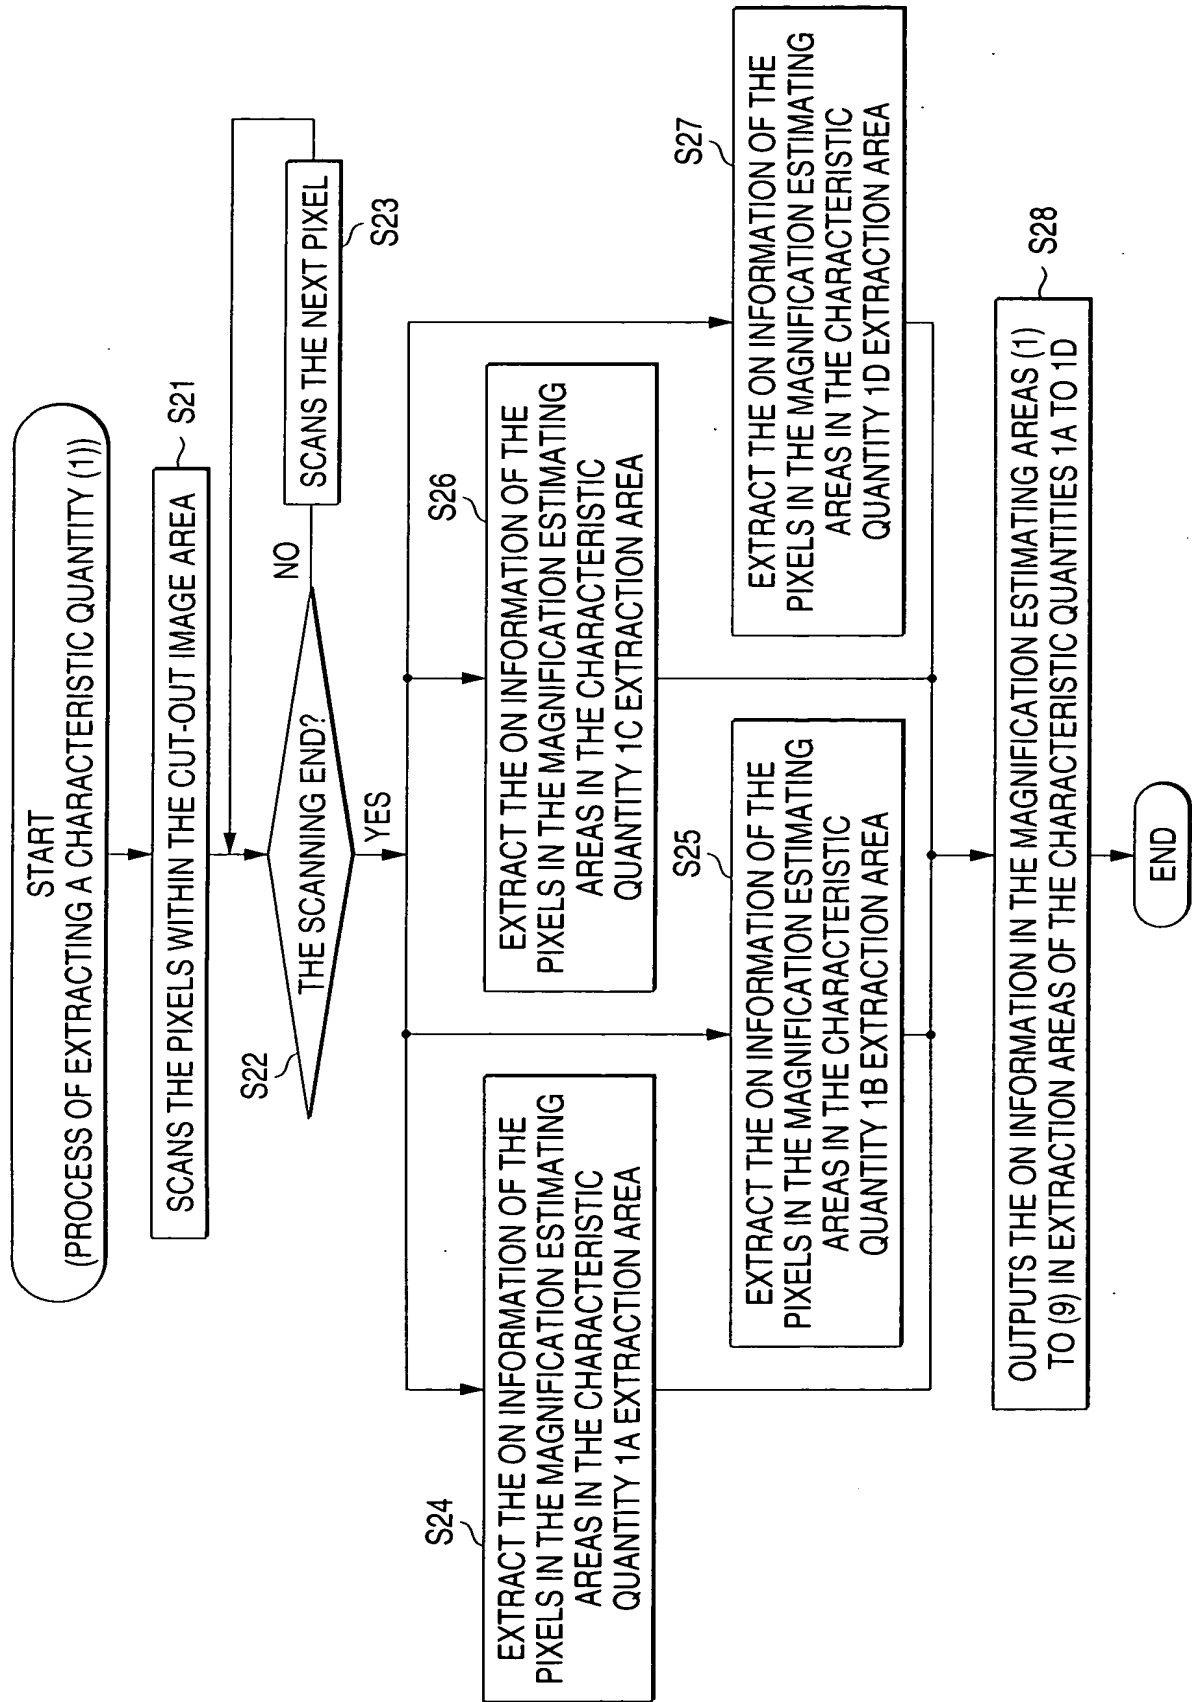 START
(PROCESS OF EXTRACTING A CHARACTERISTIC QUANTITY (1))
SCANS THE PIXELS WITHIN THE CUT-OUT IMAGE AREA
S21
THE SCANNING END?
S22
NO
SCANS THE NEXT PIXEL
S23
YES
S24
EXTRACT THE ON INFORMATION OF THE
PIXELS IN THE MAGNIFICATION ESTIMATING
AREAS IN THE CHARACTERISTIC
QUANTITY 1A EXTRACTION AREA
S25
EXTRACT THE ON INFORMATION OF THE
PIXELS IN THE MAGNIFICATION ESTIMATING
AREAS IN THE CHARACTERISTIC
QUANTITY 1B EXTRACTION AREA
S26
EXTRACT THE ON INFORMATION OF THE
PIXELS IN THE MAGNIFICATION ESTIMATING
AREAS IN THE CHARACTERISTIC
QUANTITY 1C EXTRACTION AREA
S27
EXTRACT THE ON INFORMATION OF THE
PIXELS IN THE MAGNIFICATION ESTIMATING
AREAS IN THE CHARACTERISTIC
QUANTITY 1D EXTRACTION AREA
S28
OUTPUTS THE ON INFORMATION IN THE MAGNIFICATION ESTIMATING AREAS (1)
TO (9) IN EXTRACTION AREAS OF THE CHARACTERISTIC QUANTITIES 1A TO 1D
END